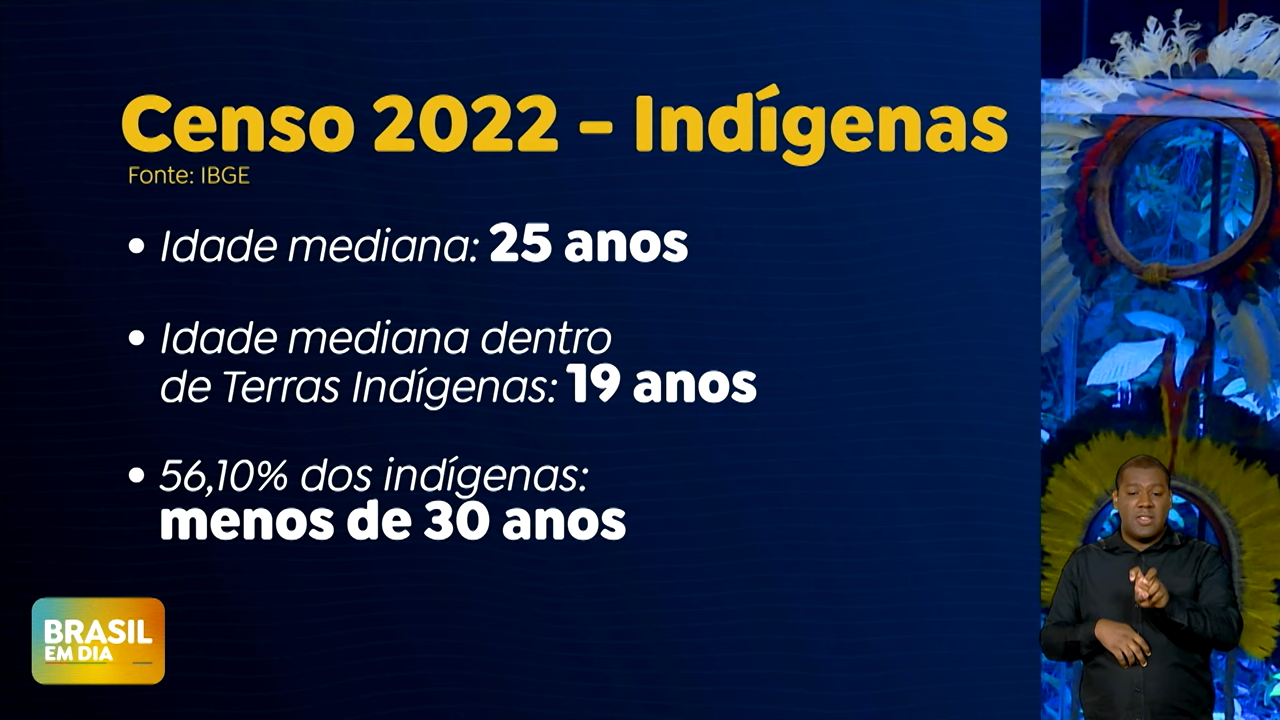 Censo 2022 – Indígenas
Fonte: IBGE
• Idade mediana: 25 anos
• Idade mediana dentro
de Terras Indígenas: 19 anos
• 56,10% dos indígenas:
menos de 30 anos
BRASIL
EM DIA